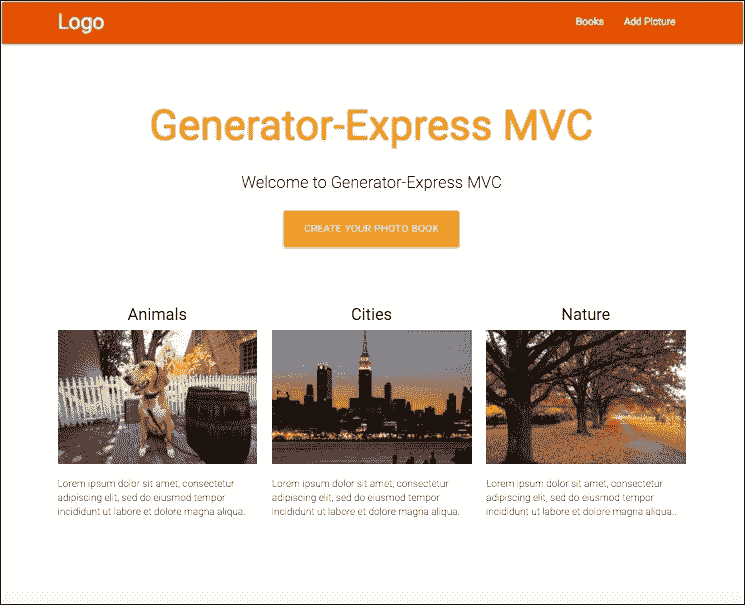 Logo
Books
Add Picture
Generator-Express MVC
Welcome to Generator-Express MVC
CREATE YOUR PHOTO BOOK
Animals
Cities
Nature
Lorem ipsum dolor sit amet, consectetur
adipiscing elit, sed do eiusmod tempor
incididunt ut labore et dolore magna aliqua.
Lorem ipsum dolor sit amet, consectetur
adipiscing elit, sed do eiusmod tempor
incididunt ut labore et dolore magna aliqua.
Lorem ipsum dolor sit amet, consectetur
adipiscing elit, sed do eiusmod tempor
incididunt ut labore et dolore magna aliqua..